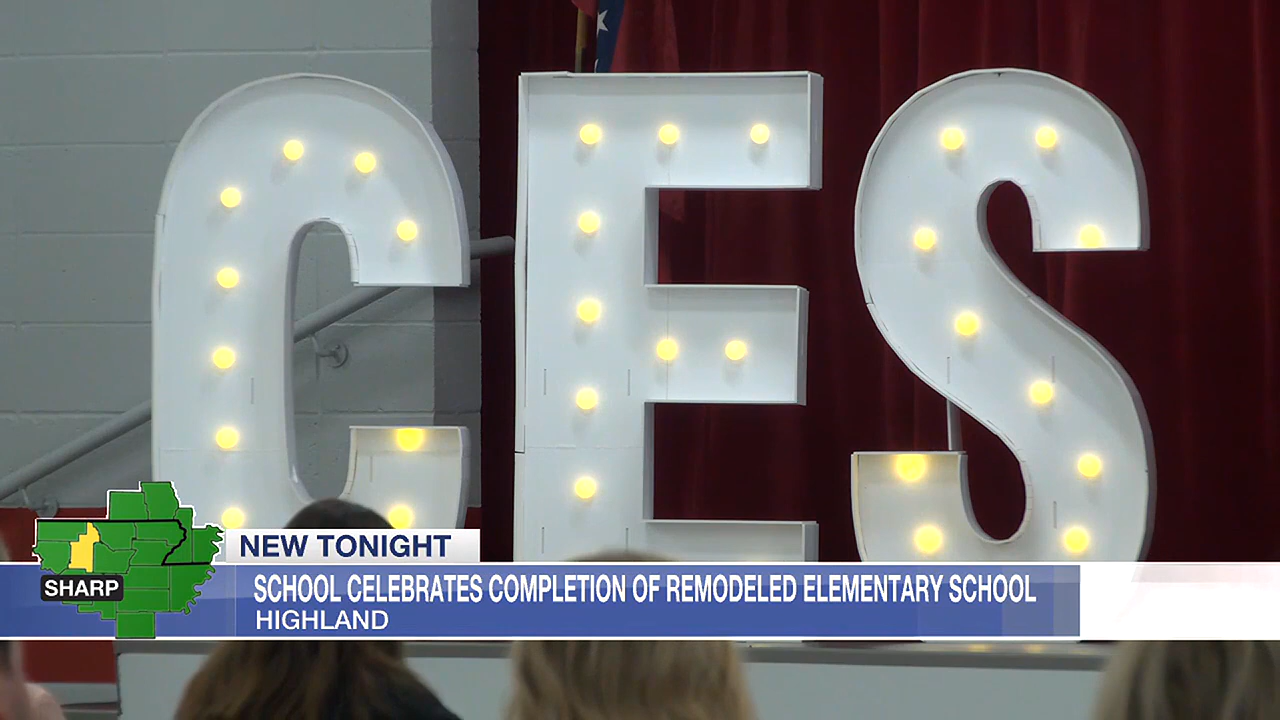 CES
NEW TONIGHT
SHARP
SCHOOL CELEBRATES COMPLETION OF REMODELED ELEMENTARY SCHOOL
HIGHLAND